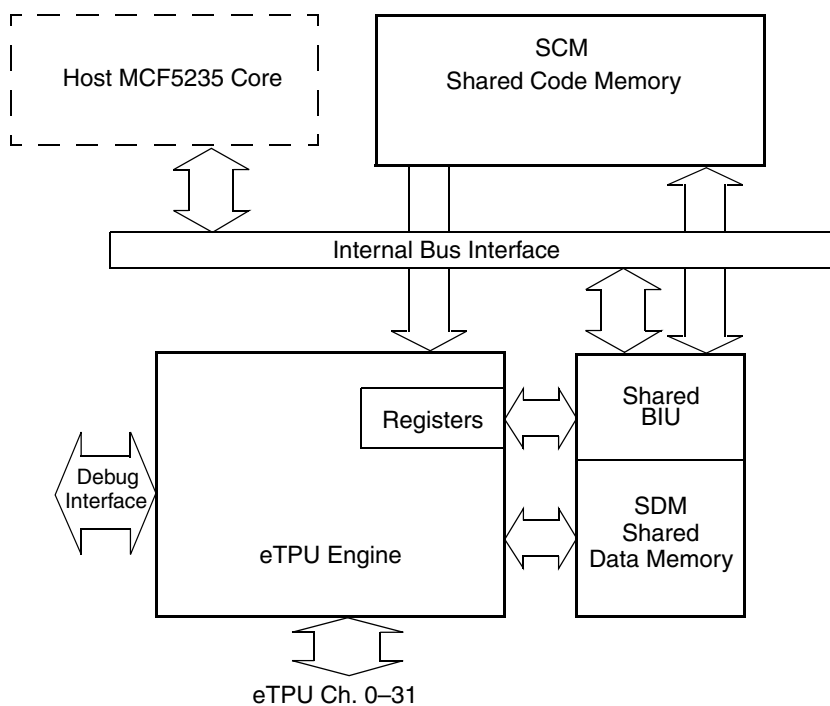 Host MCF5235 Core
SCM
Shared Code Memory
Internal Bus Interface
Registers
Shared
BIU
Debug
Interface
eTPU Engine
SDM
Shared
Data Memory
eTPU Ch. 0–31